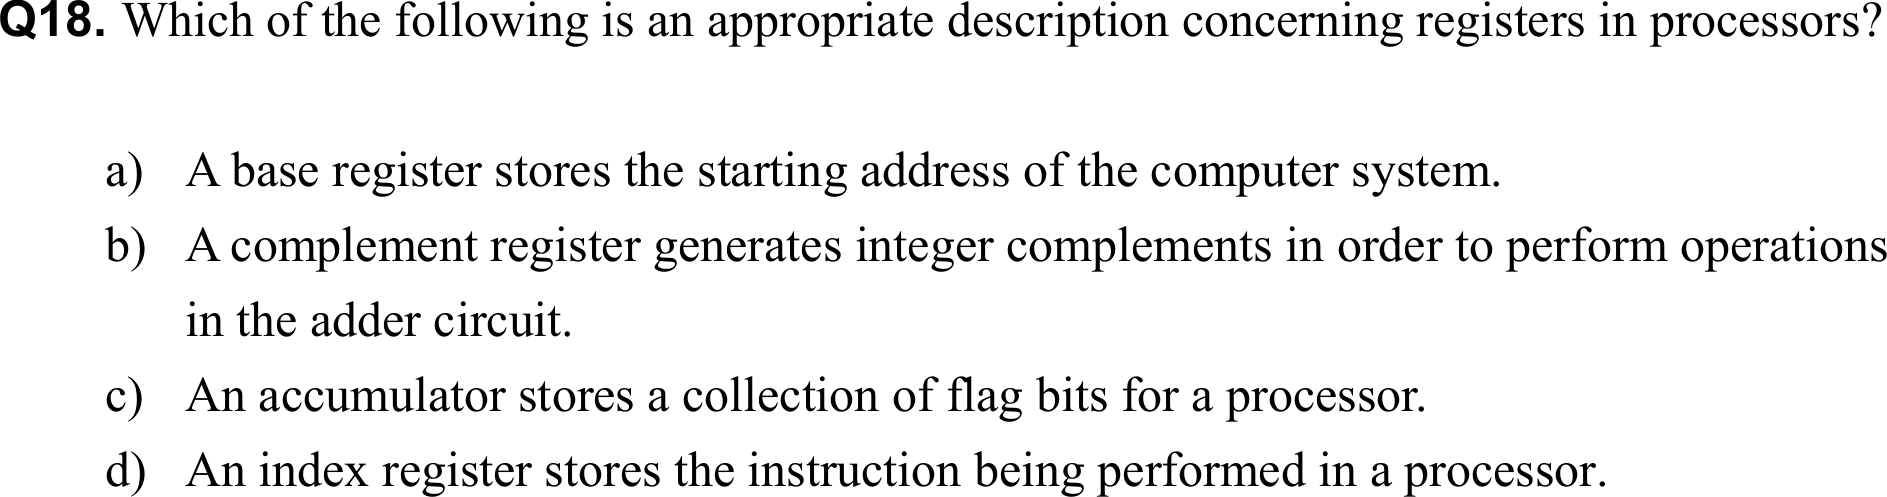 Q18. Which of the following is an appropriate description concerning registers in processors?
a) A base register stores the starting address of the computer system.
b) A complement register generates integer complements in order to perform operations
in the adder circuit.
c) An accumulator stores a collection of flag bits for a processor.
d) An index register stores the instruction being performed in a processor.